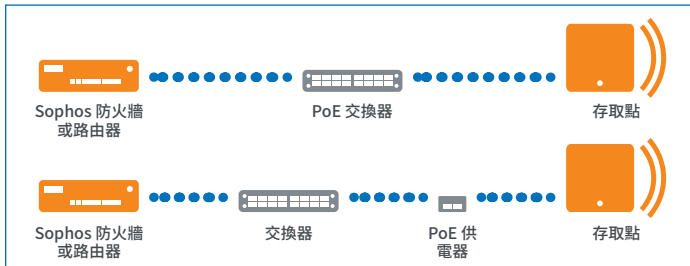 Sophos 防火牆
或路由器
PoE 交換器
存取點
Sophos 防火牆
或路由器
交換器
PoE 供
電器
存取點